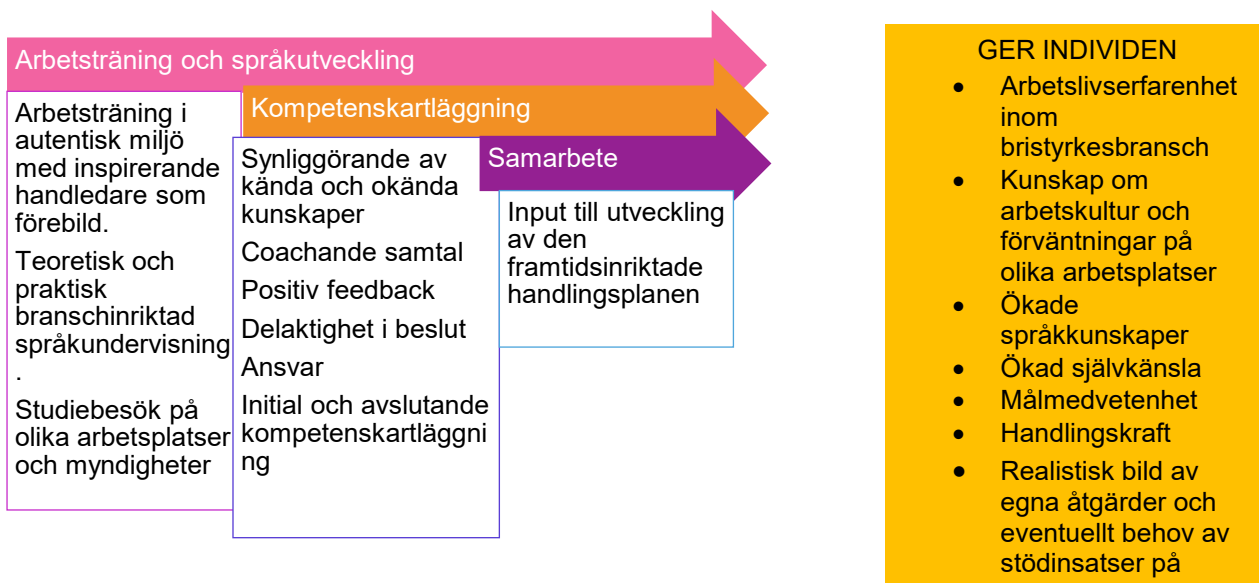 Arbetsträning och språkutveckling
Arbetsträning i
autentisk miljö
med inspirerande
handledare som
förebild.
Teoretisk och
praktisk
branschinriktad
språkundervisning
.
Studiebesök på
olika arbetsplatser
och myndigheter
Kompetenskartläggning
Synliggörande av
kända och okända
kunskaper
Coachande samtal
Positiv feedback
Delaktighet i beslut
Ansvar
Initial och avslutande
kompetenskartläggni
ng
Samarbete
Input till utveckling
av den
framtidsinriktade
handlingsplanen
GER INDIVIDEN
• Arbetslivserfarenhet
inom
bristyrkesbransch
• Kunskap om
arbetskultur och
förväntningar på
olika arbetsplatser
• Ökade
språkkunskaper
• Ökad självkänsla
• Målmedvetenhet
• Handlingskraft
• Realistisk bild av
egna åtgärder och
eventuellt behov av
stödinsatser på